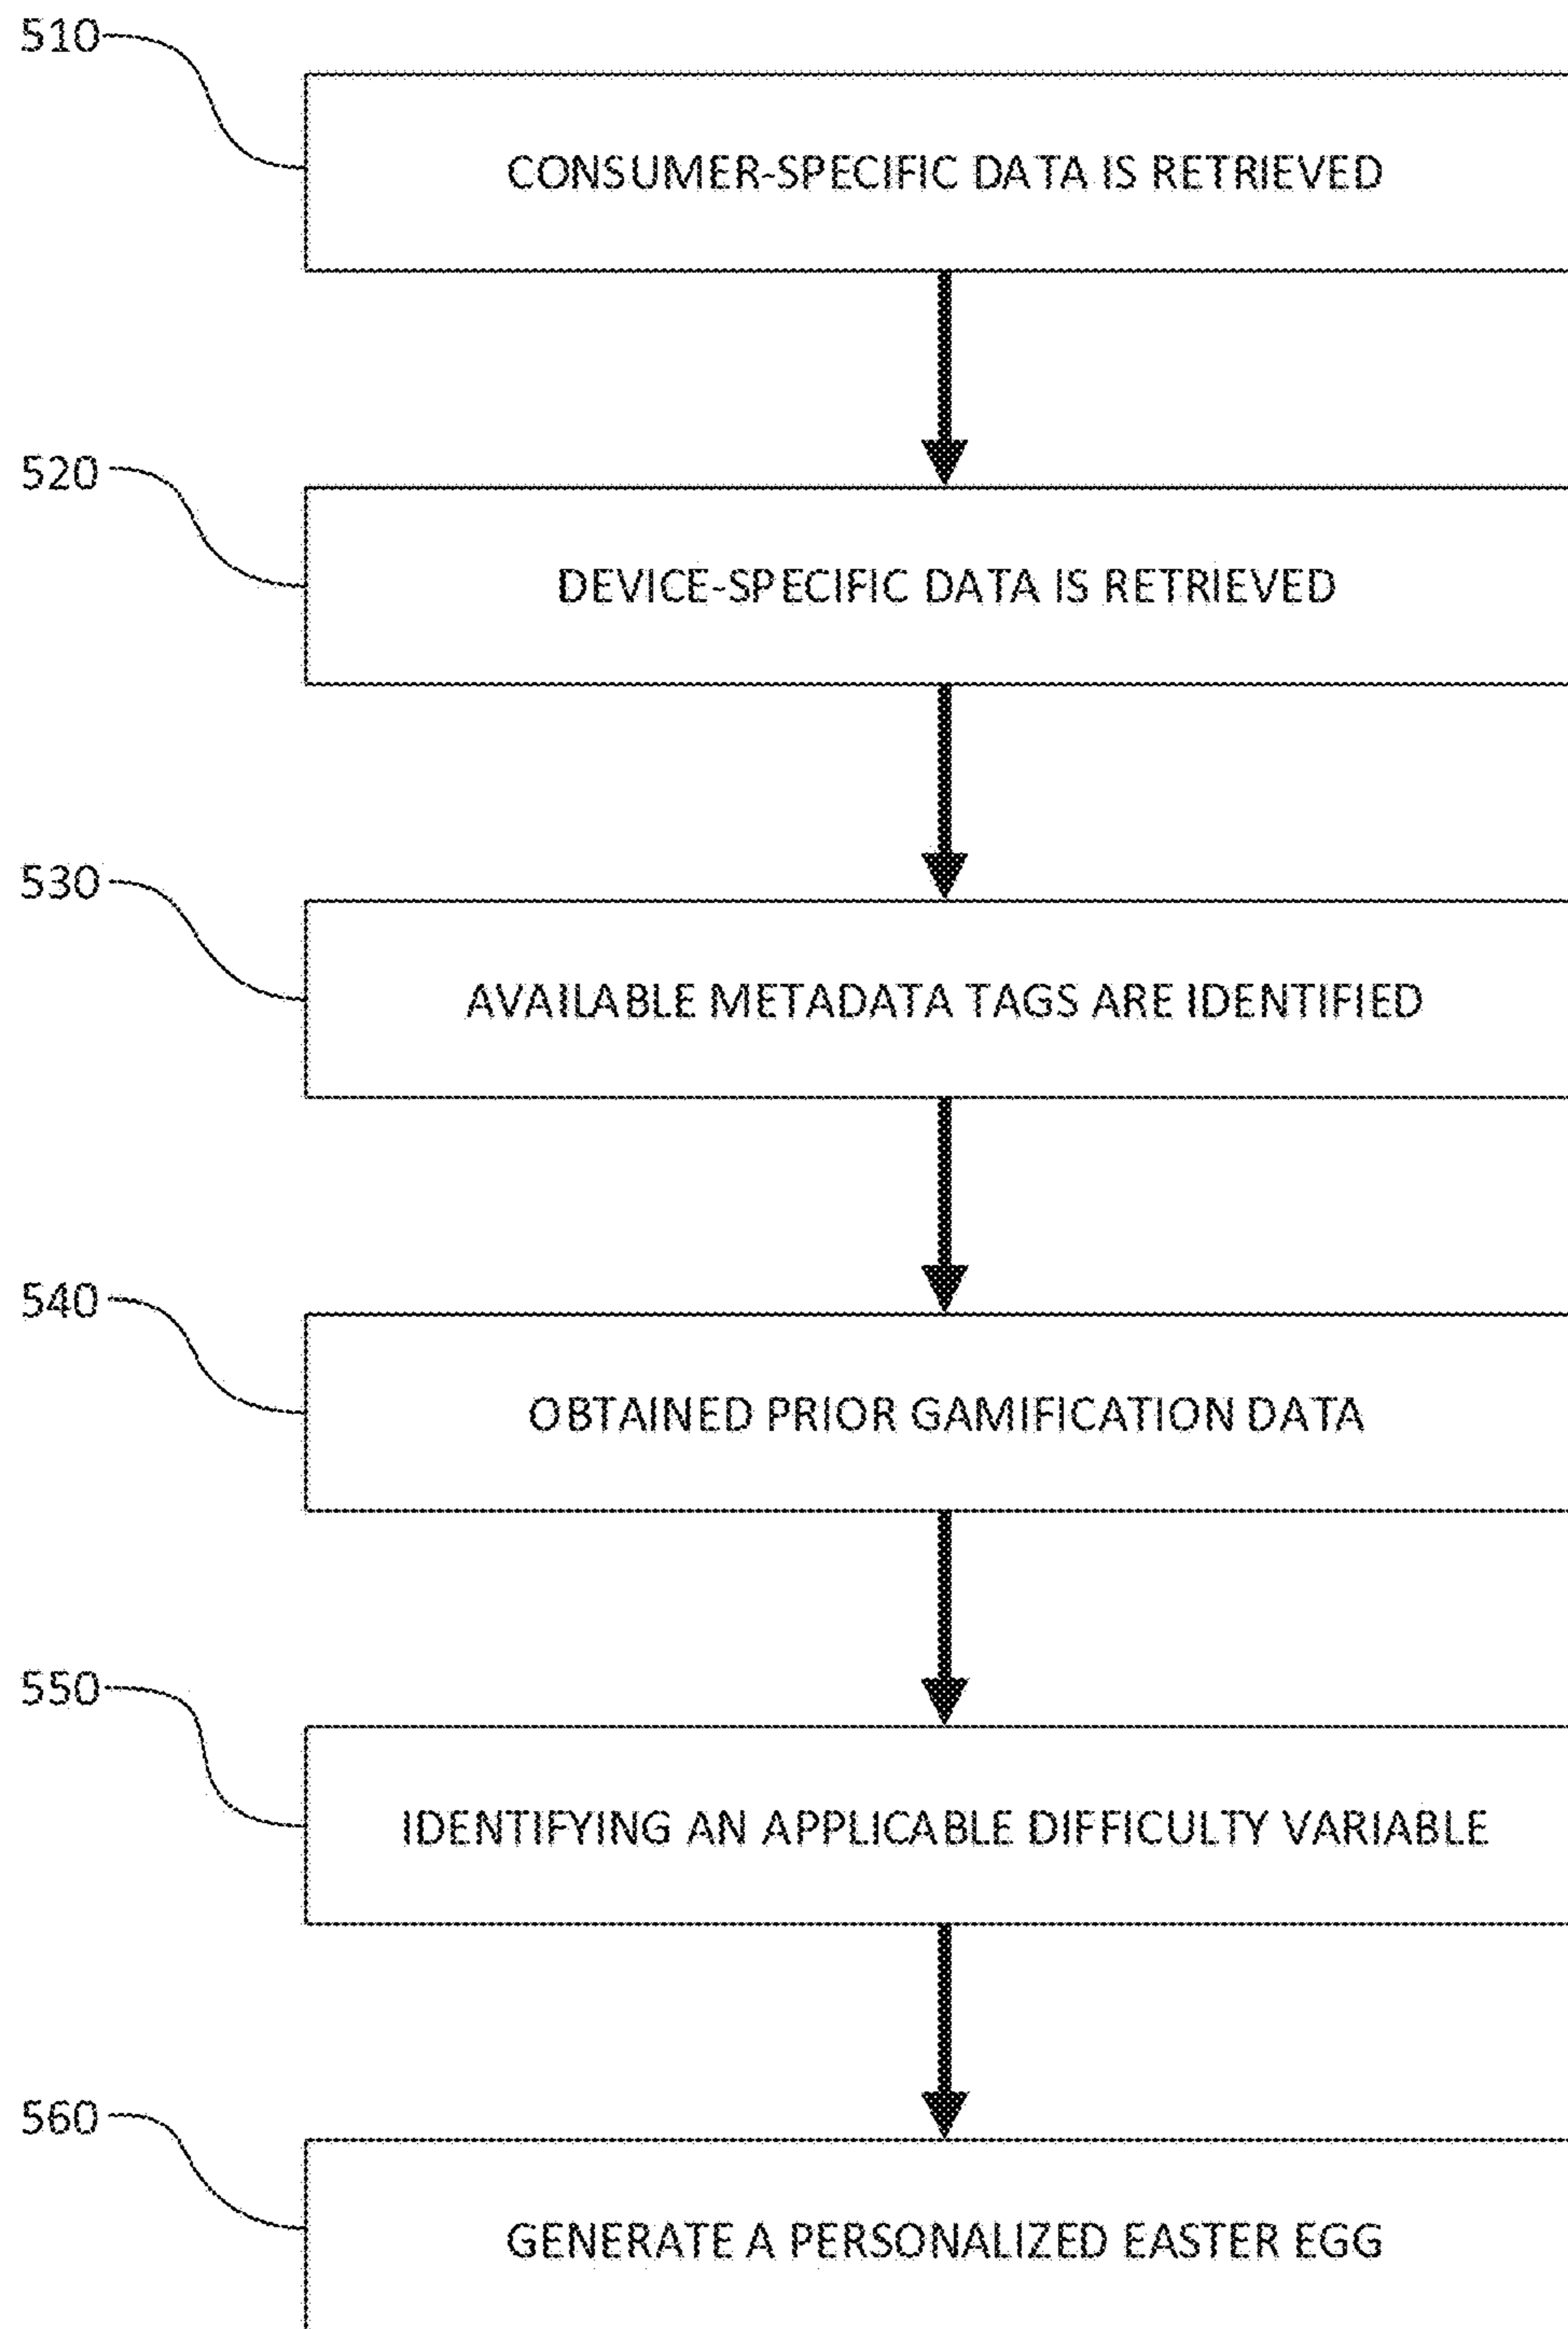 510
CONSUMER-SPECIFIC DATA IS RETRIEVED
520
DEVICE-SPECIFIC DATA IS RETRIEVED
530
AVAILABLE METADATA TAGS ARE IDENTIFIED
540
OBTAINED PRIOR GAMIFICATION DATA
550
IDENTIFYING AN APPLICABLE DIFFICULTY VARIABLE
560
GENERATE A PERSONALIZED EASTER EGG